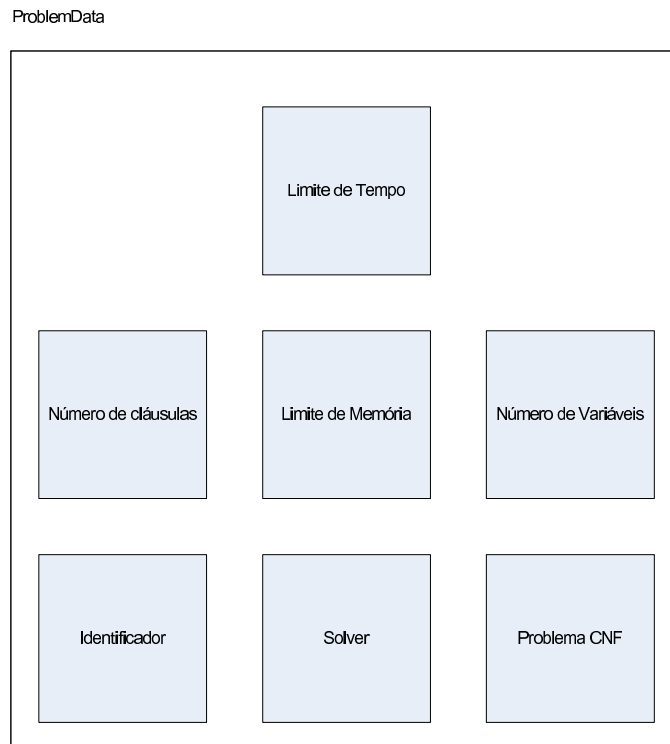 ProblemData
Limite de Tempo
Número de cláusulas
Limite de Memória
Número de Variáveis
Identificador
Solver
Problema CNF